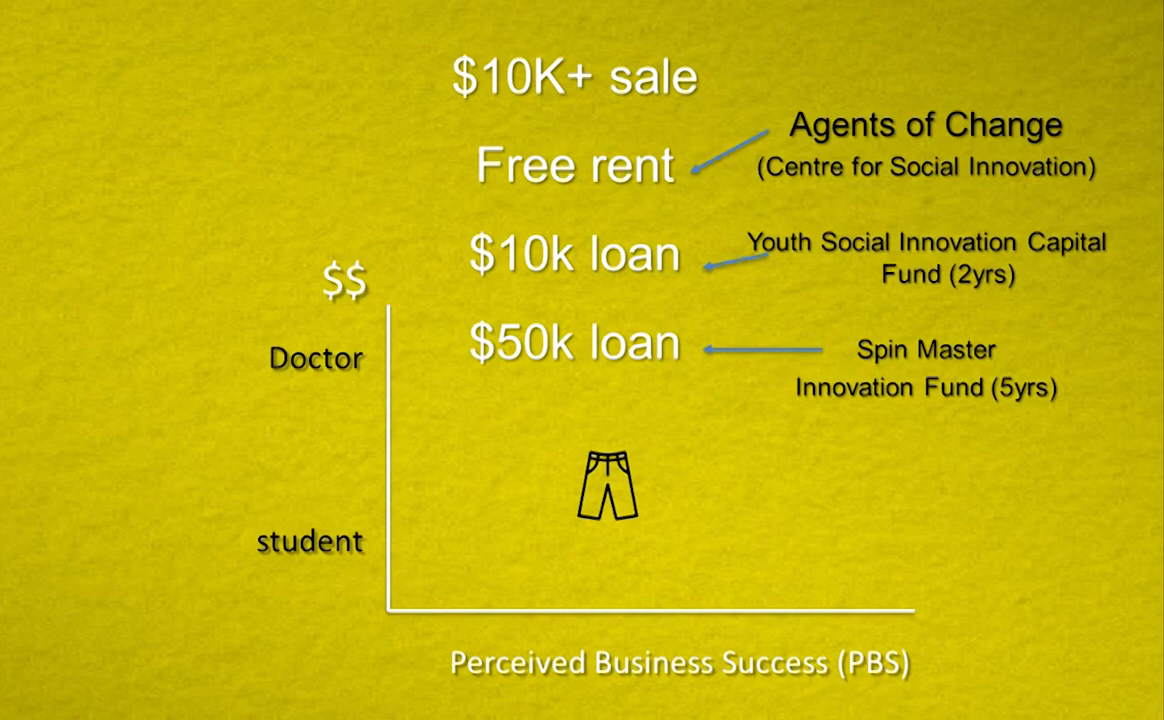 $10K+ sale
Agents of Change
Free rent
(Centre for Social Innovation)
$10k loan
Youth Social Innovation Capital
Fund (2yrs)
$$
$50k loan
Spin Master
Innovation Fund (5yrs)
Doctor
student
Perceived Business Success (PBS)